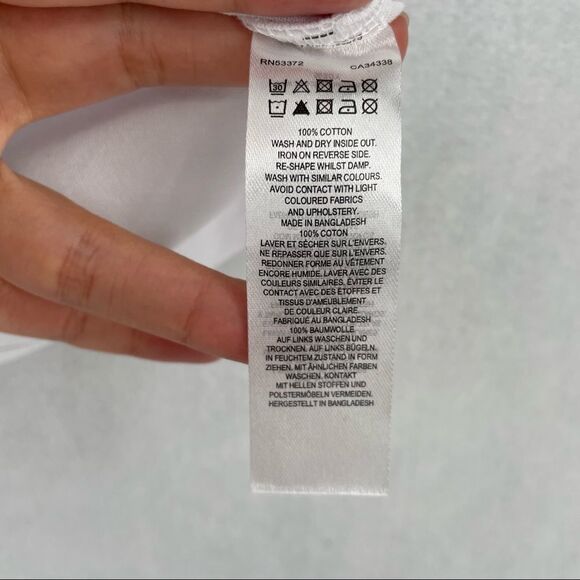 RN53372 CA34338
30
100% COTTON
WASH AND DRY INSIDE OUT.
IRON ON REVERSE SIDE.
RE-SHAPE WHILST DAMP.
WASH WITH SIMILAR COLOURS.
AVOID CONTACT WITH LIGHT
COLOURED FABRICS
AND UPHOLSTERY.
MADE IN BANGLADESH
100% COTON
LAVER ET SÉCHER SUR L'ENVERS.
NE REPASSER QUE SUR L'ENVERS.
REDONNER FORME AU VÊTEMENT
ENCORE HUMIDE. LAVER AVEC DES
COULEURS SIMILAIRES. ÉVITER LE
CONTACT AVEC DES ÉTOFFES ET
TISSUS D'AMEUBLEMENT
DE COULEUR CLAIRE.
FABRIQUÉ AU BANGLADESH
100% BAUMWOLLE
AUF LINKS WASCHEN UND
TROCKNEN. AUF LINKS BÜGELN.
IN FEUCHTEM ZUSTAND IN FORM
ZIEHEN. MIT ÄHNLICHEN FARBEN
WASCHEN. KONTAKT
MIT HELLEN STOFFEN UND
POLSTERMÖBELN VERMEIDEN.
HERGESTELLT IN BANGLADESH